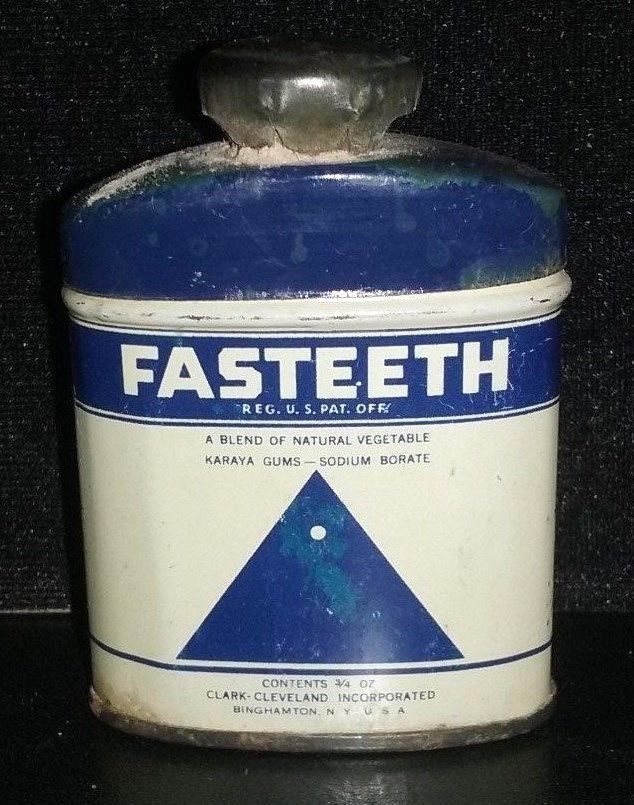 FASTEETH
REG. U. S. PAT. OFF.
A BLEND OF NATURAL VEGETABLE
KARAYA GUMS — SODIUM BORATE
CONTENTS 3/4 OZ
CLARK-CLEVELAND INCORPORATED
BINGHAMTON, N Y U S A